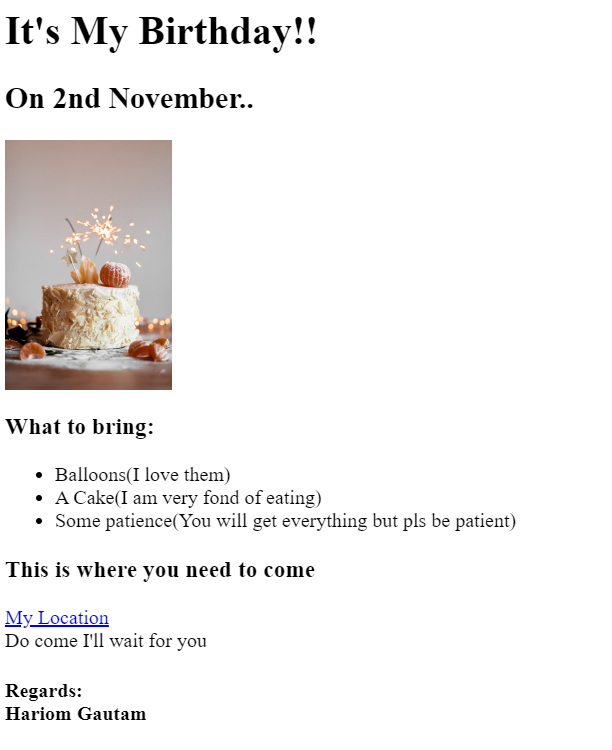 It's My Birthday!!
On 2nd November..
What to bring:
Balloons(I love them)
A Cake(I am very fond of eating)
Some patience(You will get everything but pls be patient)
This is where you need to come
My Location
Do come I'll wait for you
Regards:
Hariom Gautam